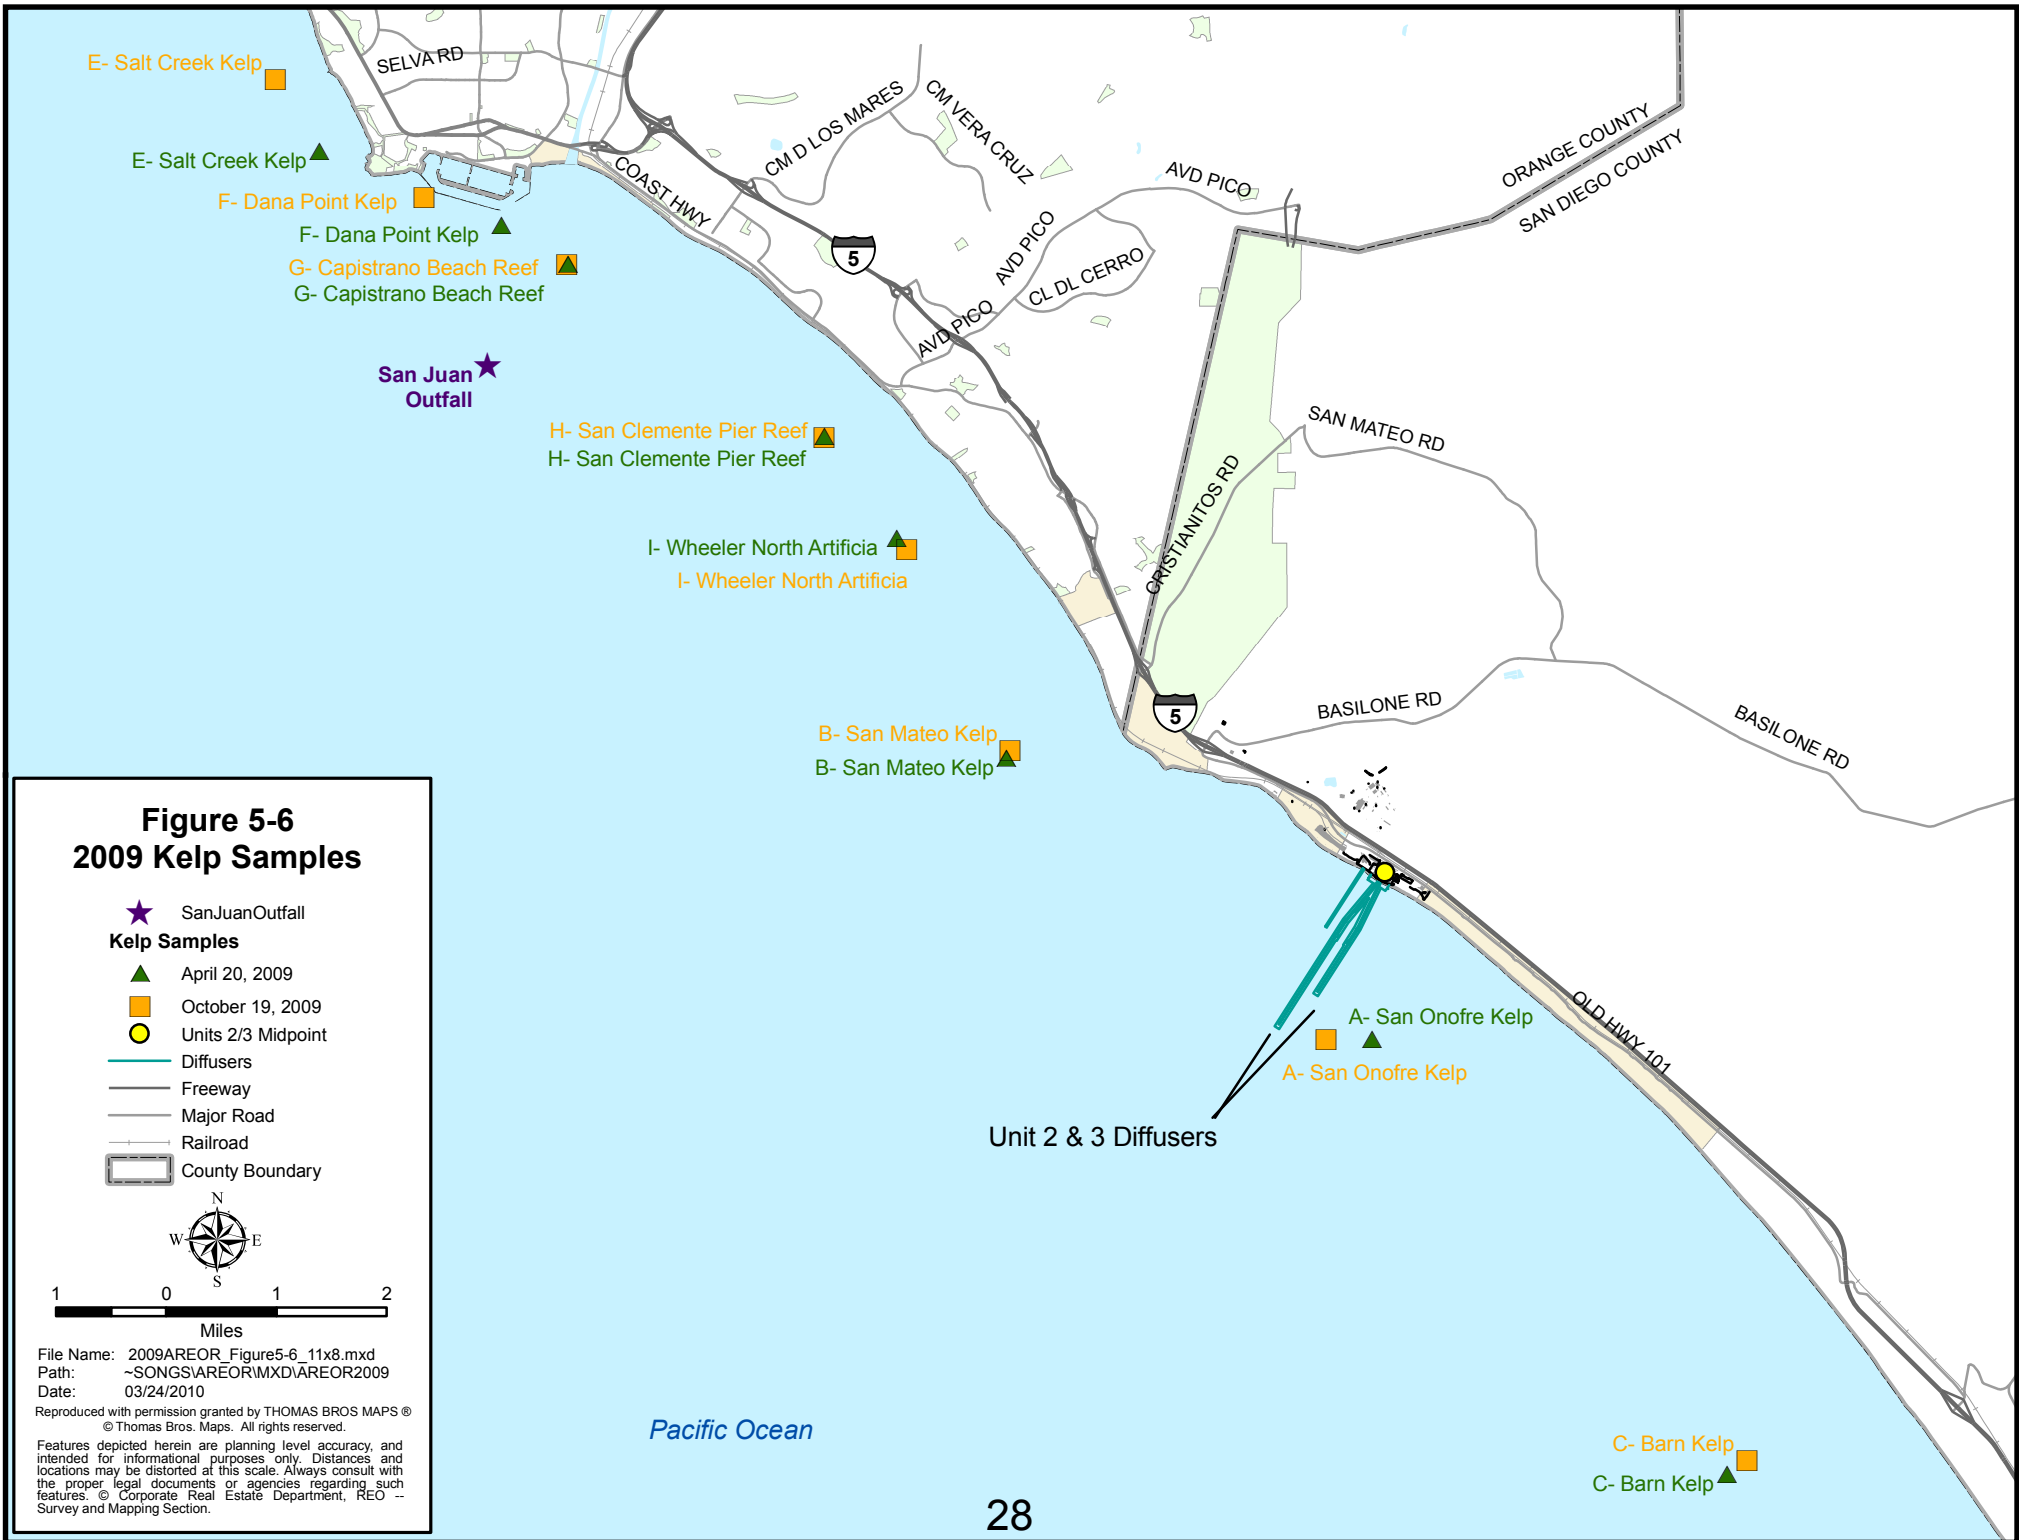 E- Salt Creek Kelp
SELVA RD
E- Salt Creek Kelp
F- Dana Point Kelp
F- Dana Point Kelp
G- Capistrano Beach Reef
G- Capistrano Beach Reef
COAST HWY
CM D LOS MARES
CM VERA CRUZ
AVD PICO
ORANGE COUNTY
SAN DIEGO COUNTY
5
AVD PICO
CL DL CERRO
AVD PICO
San Juan
Outfall
H- San Clemente Pier Reef
H- San Clemente Pier Reef
SAN MATEO RD
CRISTIANITOS RD
I- Wheeler North Artificia
I- Wheeler North Artificia
5
BASILONE RD
BASILONE RD
B- San Mateo Kelp
B- San Mateo Kelp
OLD HWY 101
A- San Onofre Kelp
A- San Onofre Kelp
Unit 2 & 3 Diffusers
Figure 5-6
2009 Kelp Samples
SanJuanOutfall
Kelp Samples
April 20, 2009
October 19, 2009
Units 2/3 Midpoint
Diffusers
Freeway
Major Road
Railroad
County Boundary
N
W E
S
1 0 1 2
Miles
File Name: 2009AREOR_Figure5-6_11x8.mxd
Path: ~SONGS\AREOR\MXD\AREOR2009
Date: 03/24/2010
Reproduced with permission granted by THOMAS BROS MAPS ®
© Thomas Bros. Maps. All rights reserved.
Features depicted herein are planning level accuracy, and
intended for informational purposes only. Distances and
locations may be distorted at this scale. Always consult with
the proper legal documents or agencies regarding such
features. © Corporate Real Estate Department, REO --
Survey and Mapping Section.
Pacific Ocean
C- Barn Kelp
C- Barn Kelp
28